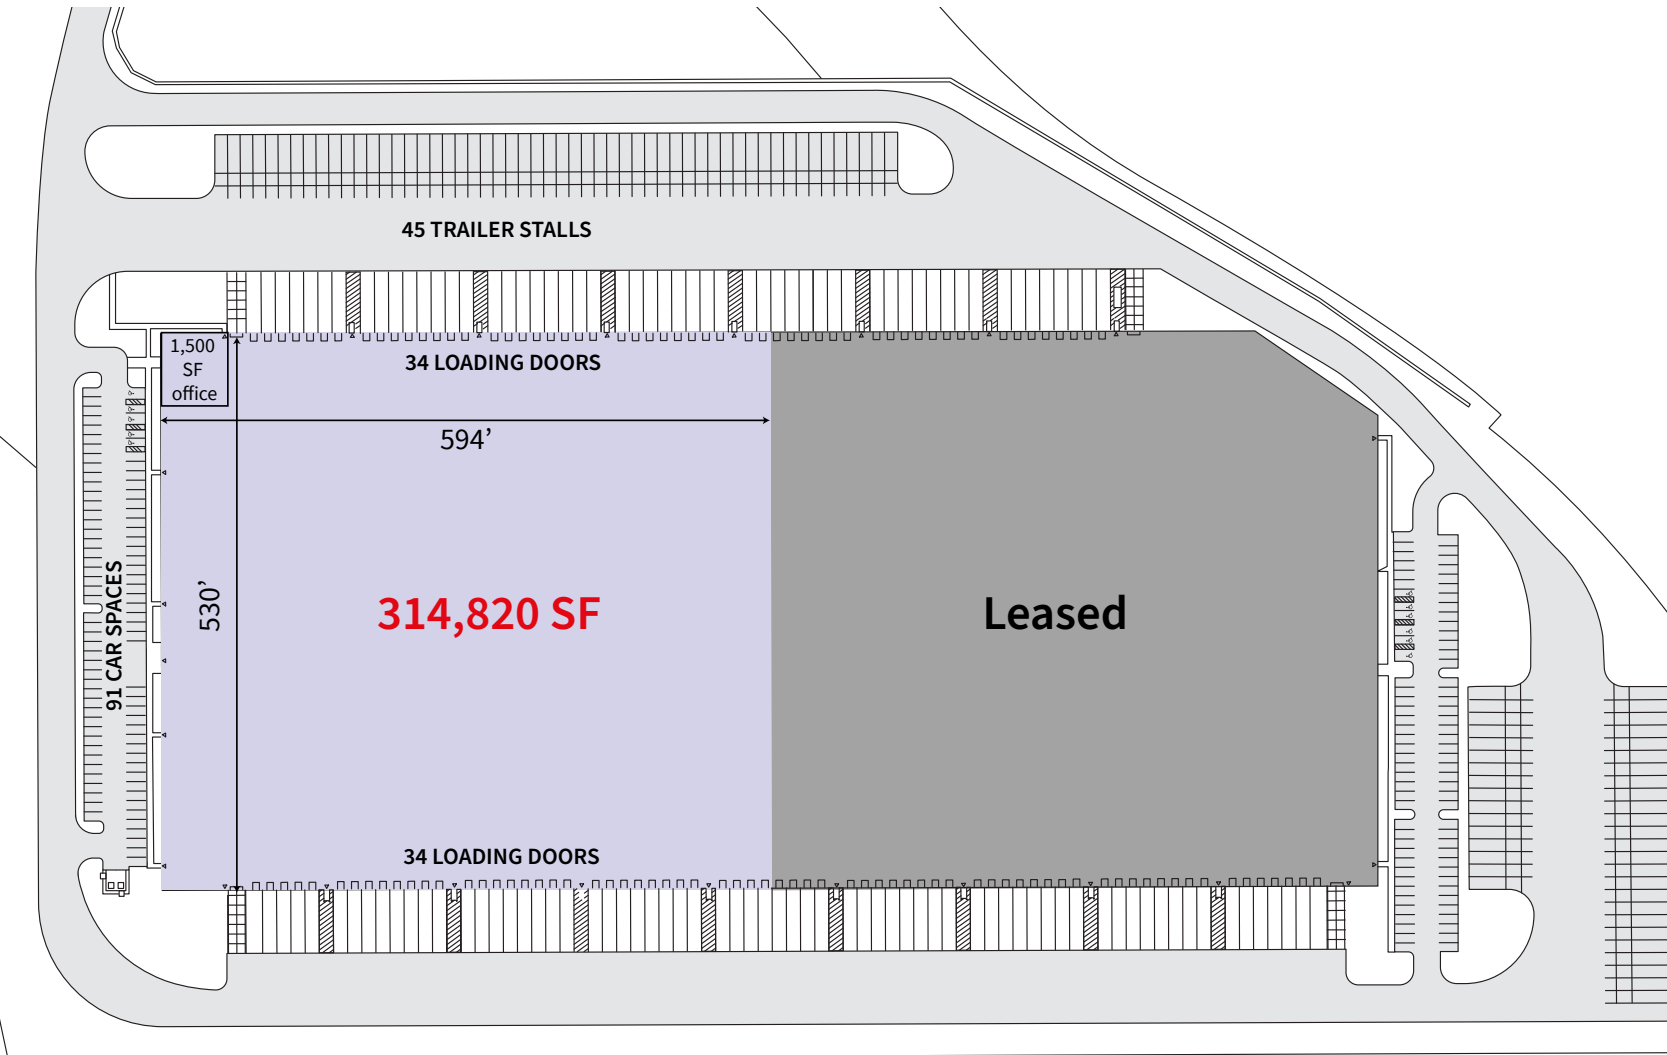 45 TRAILER STALLS
1,500
SF
office
34 LOADING DOORS
594’
530’
314,820 SF
Leased
91 CAR SPACES
34 LOADING DOORS